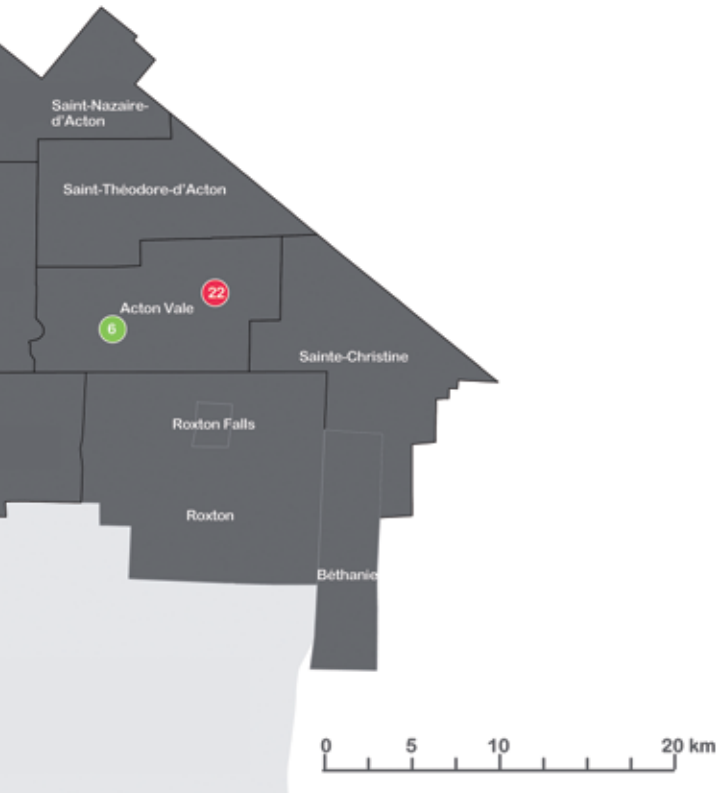 Saint-Nazaire-
d'Acton
Saint-Théodore-d'Acton
22
Acton Vale
6
Sainte-Christine
Roxton Falls
Roxton
Béthanie
0 5 10 20 km